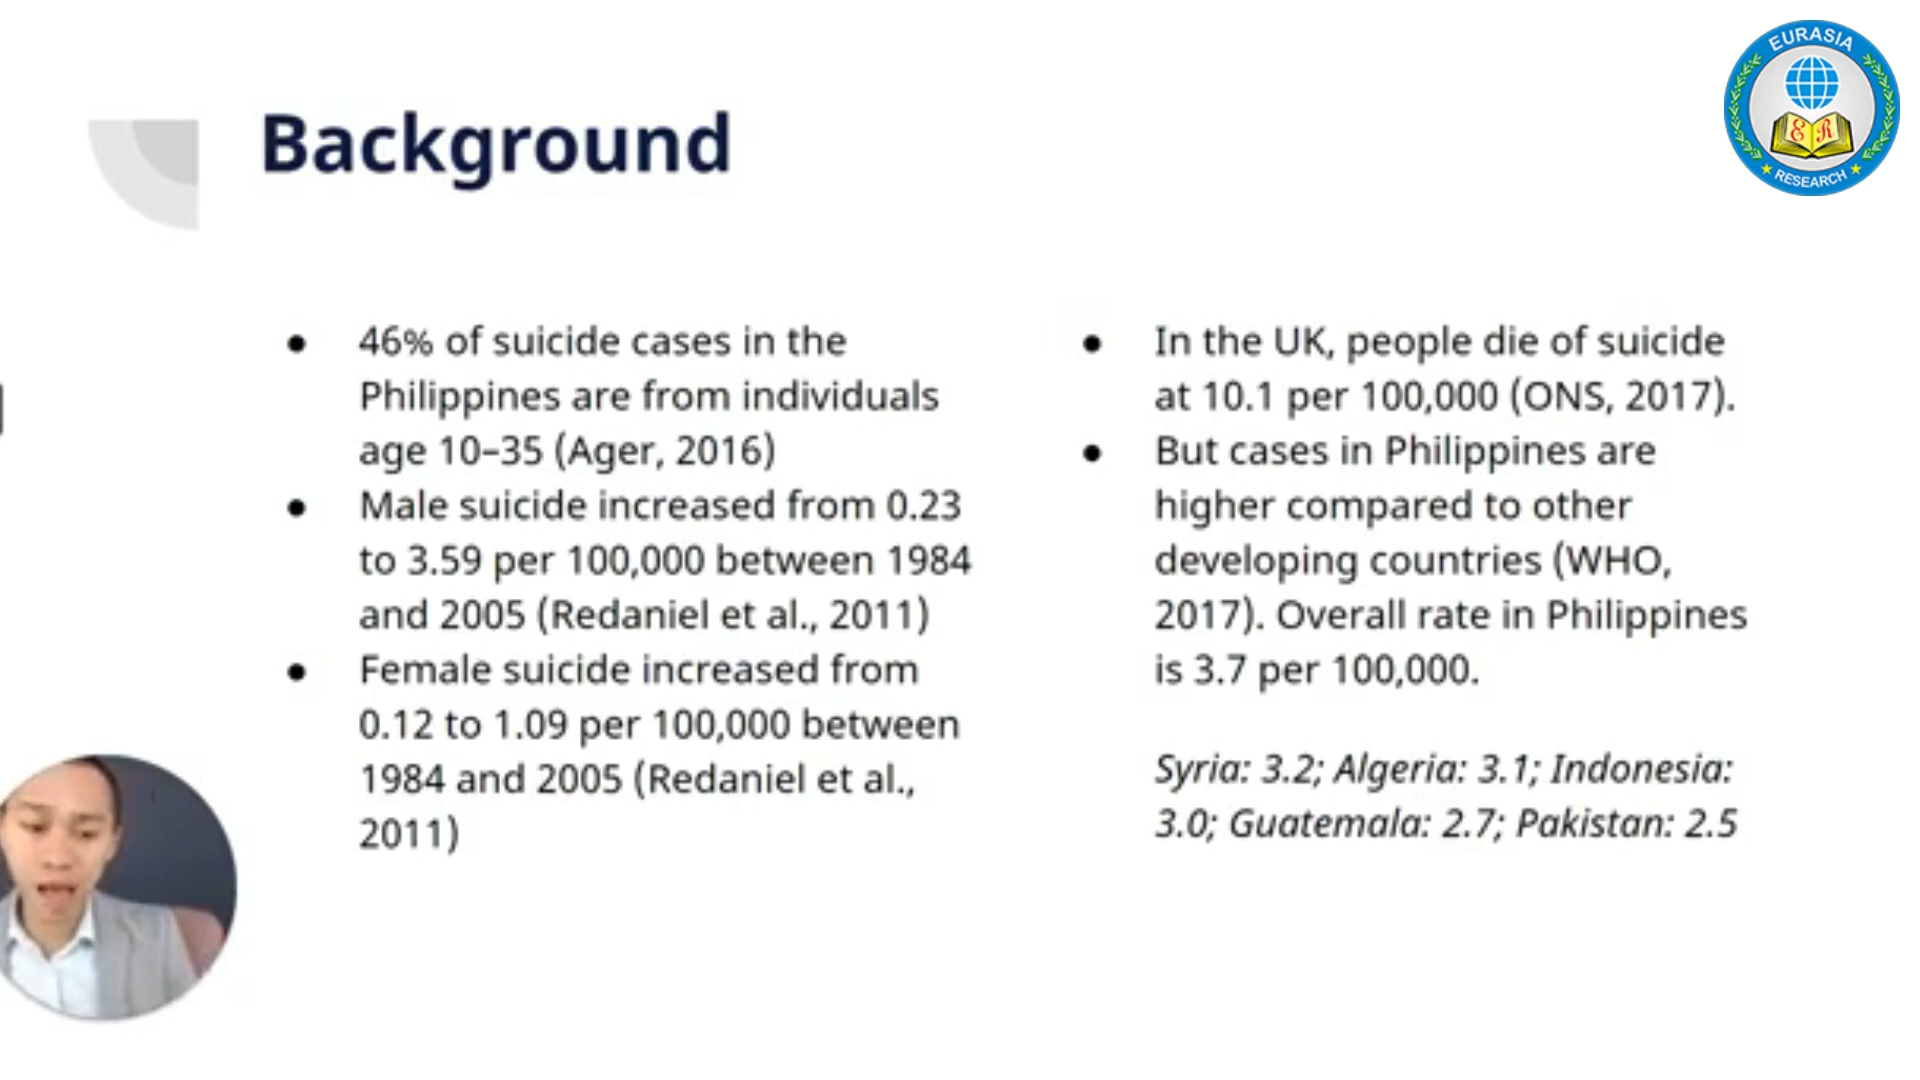 Background
EURASIA
E R
RESEARCH
● 46% of suicide cases in the
Philippines are from individuals
age 10–35 (Ager, 2016)
● Male suicide increased from 0.23
to 3.59 per 100,000 between 1984
and 2005 (Redaniel et al., 2011)
● Female suicide increased from
0.12 to 1.09 per 100,000 between
1984 and 2005 (Redaniel et al.,
2011)
● In the UK, people die of suicide
at 10.1 per 100,000 (ONS, 2017).
● But cases in Philippines are
higher compared to other
developing countries (WHO,
2017). Overall rate in Philippines
is 3.7 per 100,000.
Syria: 3.2; Algeria: 3.1; Indonesia:
3.0; Guatemala: 2.7; Pakistan: 2.5